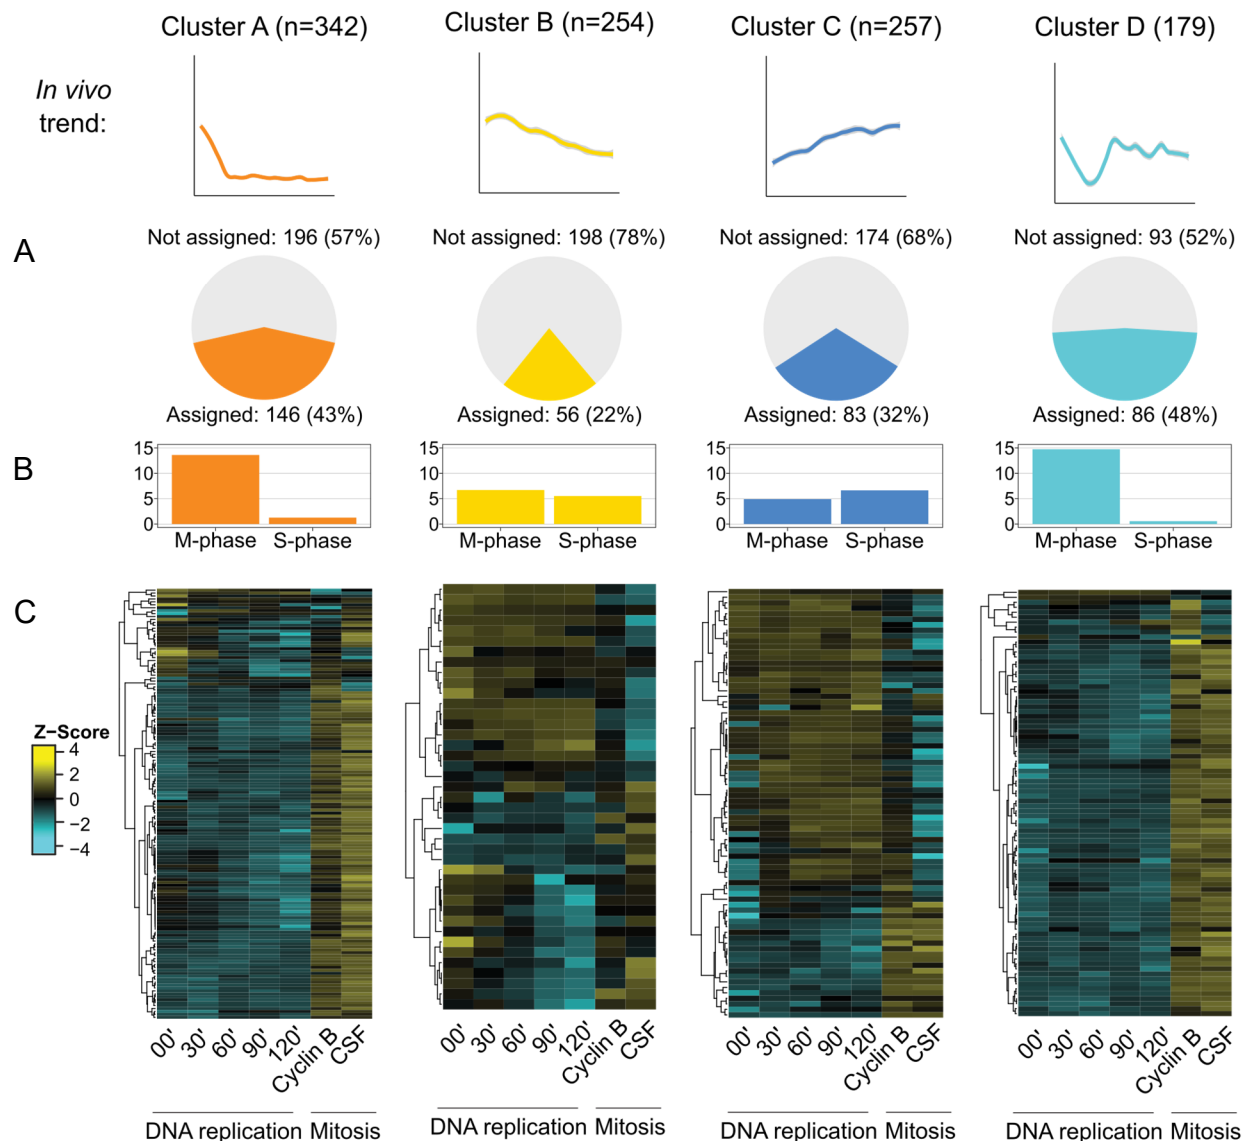 Cluster A (n=342)
Cluster B (n=254)
Cluster C (n=257)
Cluster D (179)
In vivo
trend:
A
Not assigned: 196 (57%)
Not assigned: 198 (78%)
Not assigned: 174 (68%)
Not assigned: 93 (52%)
Assigned: 146 (43%)
Assigned: 56 (22%)
Assigned: 83 (32%)
Assigned: 86 (48%)
B
15
10
5
0
M-phase S-phase
15
10
5
0
M-phase S-phase
15
10
5
0
M-phase S-phase
15
10
5
0
M-phase S-phase
C
Z-Score
4
2
0
−2
−4
00' 30' 60' 90' 120' Cyclin B CSF
DNA replication Mitosis
00' 30' 60' 90' 120' Cyclin B CSF
DNA replication Mitosis
00' 30' 60' 90' 120' Cyclin B CSF
DNA replication Mitosis
00' 30' 60' 90' 120' Cyclin B CSF
DNA replication Mitosis